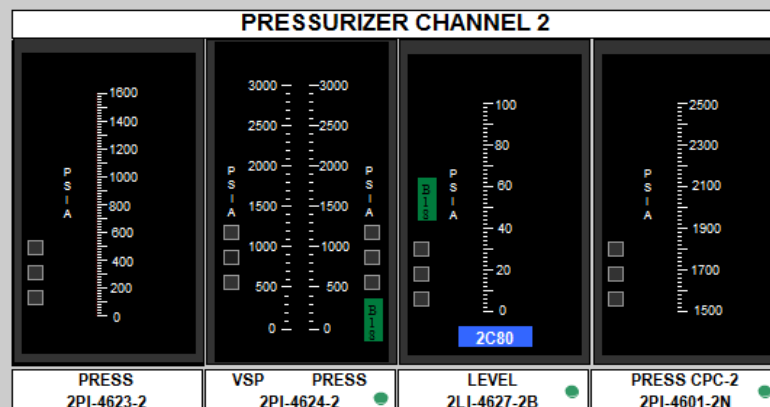 PRESSURIZER CHANNEL 2
PSIA
1600
1400
1200
1000
800
600
400
200
0
PSIA
3000 3000
2500 2500
2000 2000
1500 1500
1000 1000
500 500
0 0
PSIA
B1S
B1S
PSIA
100
80
60
40
20
0
2C80
PSIA
2500
2300
2100
1900
1700
1500
PRESS
2PI-4623-2
VSP PRESS
2PI-4624-2
LEVEL
2LI-4627-2B
PRESS CPC-2
2PI-4601-2N